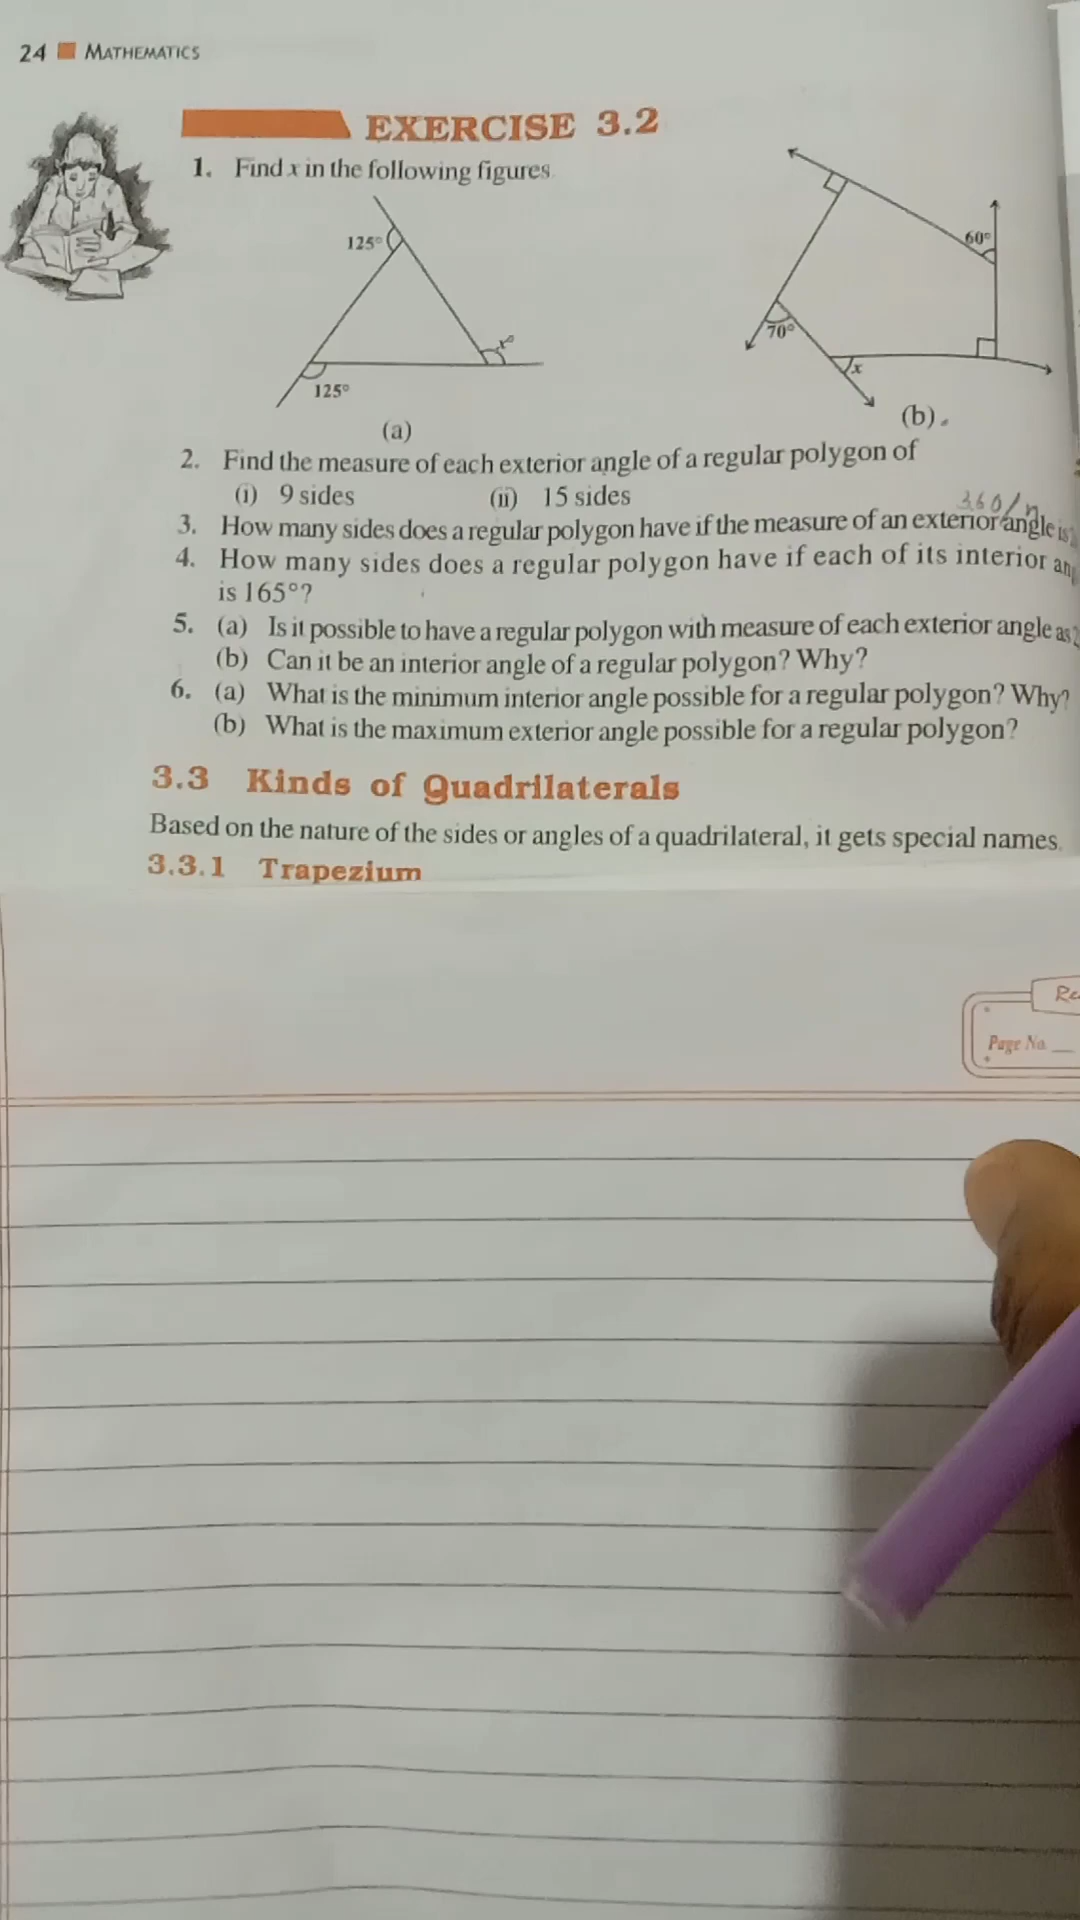 24 MATHEMATICS
EXERCISE 3.2
1. Find x in the following figures.
125°
x°
125°
(a)
60°
70°
x
(b)
2. Find the measure of each exterior angle of a regular polygon of
(i) 9 sides (ii) 15 sides
360/n
3. How many sides does a regular polygon have if the measure of an exterior angle is
4. How many sides does a regular polygon have if each of its interior
is 165°?
5. (a) Is it possible to have a regular polygon with measure of each exterior angle as
(b) Can it be an interior angle of a regular polygon? Why?
6. (a) What is the minimum interior angle possible for a regular polygon? Why?
(b) What is the maximum exterior angle possible for a regular polygon?
3.3 Kinds of Quadrilaterals
Based on the nature of the sides or angles of a quadrilateral, it gets special names.
3.3.1 Trapezium
Page No.